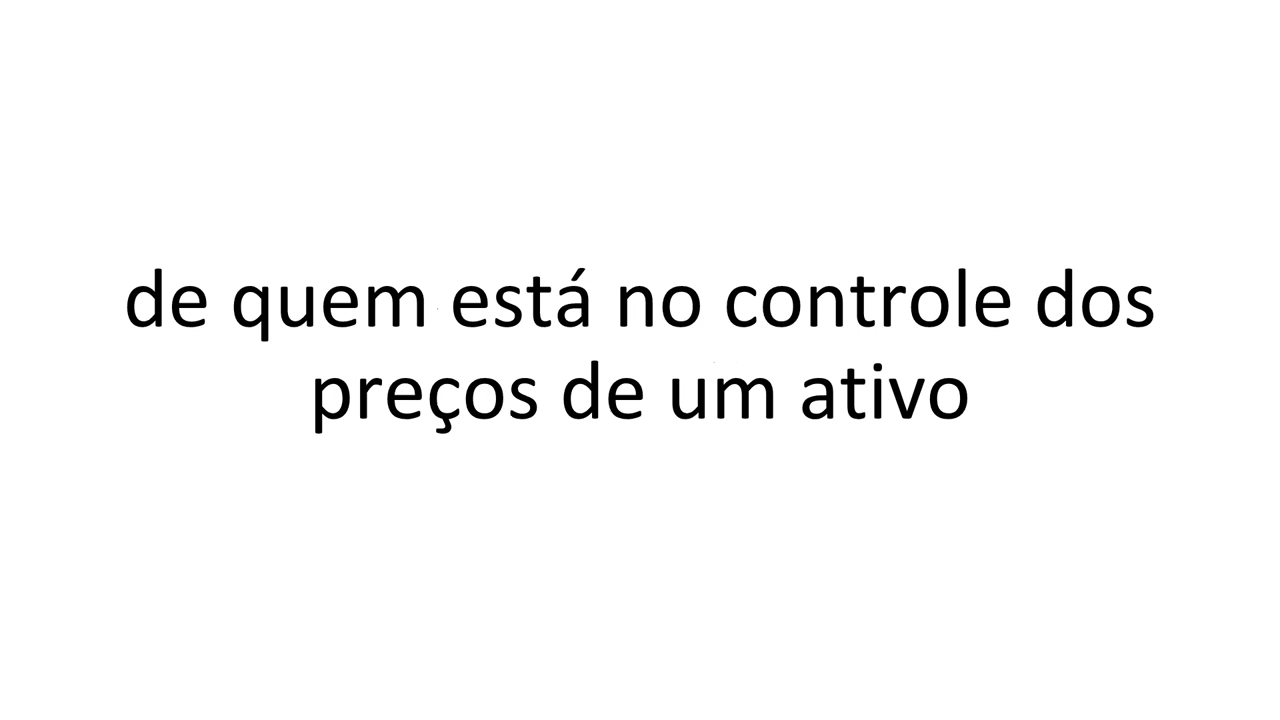 de quem está no controle dos
preços de um ativo